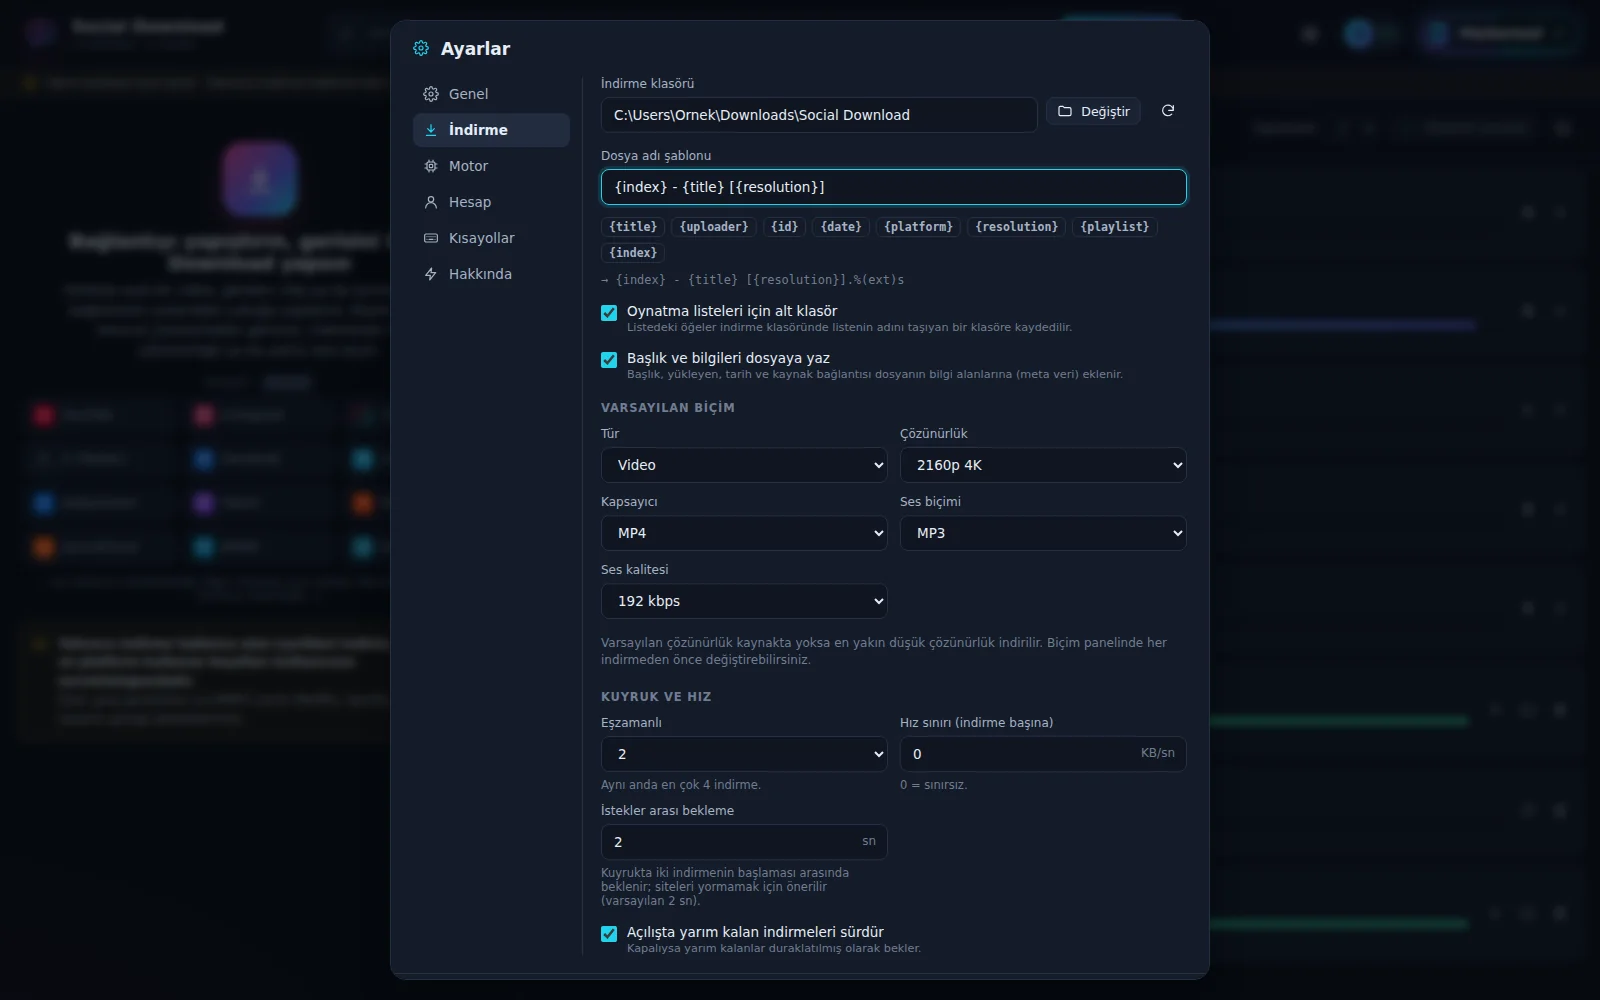 Social Download
Ayarlar
Genel
İndirme
Motor
Hesap
Kısayollar
Hakkında
İndirme klasörü
C:\Users\Ornek\Downloads\Social Download
Değiştir
Dosya adı şablonu
{index} - {title} [{resolution}]
{title} {uploader} {id} {date} {platform} {resolution} {playlist}
{index}
→ {index} - {title} [{resolution}].%(ext)s
Oynatma listeleri için alt klasör
Listedeki öğeler indirme klasöründe listenin adını taşıyan bir klasöre kaydedilir.
Başlık ve bilgileri dosyaya yaz
Başlık, yükleyen, tarih ve kaynak bağlantısı dosyanın bilgi alanlarına (meta veri) eklenir.
VARSAYILAN BİÇİM
Tür
Çözünürlük
Video
2160p 4K
Kapsayıcı
Ses biçimi
MP4
MP3
Ses kalitesi
192 kbps
Varsayılan çözünürlük kaynakta yoksa en yakın düşük çözünürlük indirilir. Biçim panelinde her
indirmeden önce değiştirebilirsiniz.
KUYRUK VE HIZ
Eşzamanlı
Hız sınırı (indirme başına)
2
0 KB/sn
Aynı anda en çok 4 indirme.
0 = sınırsız.
İstekler arası bekleme
2 sn
Kuyrukta iki indirmenin başlaması arasında
beklenir; siteleri yormamak için önerilir
(varsayılan 2 sn).
Açılışta yarım kalan indirmeleri sürdür
Kapalıysa yarım kalanlar duraklatılmış olarak bekler.